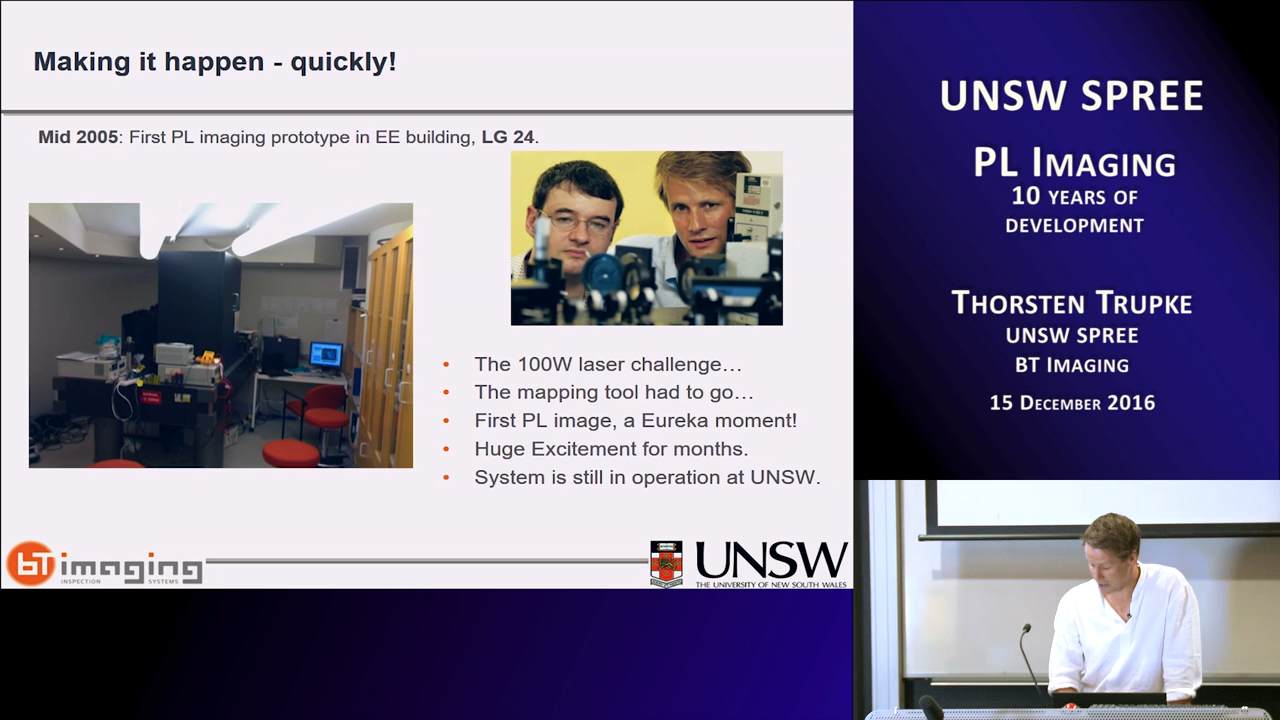 Making it happen - quickly!
Mid 2005: First PL imaging prototype in EE building, LG 24.
• The 100W laser challenge…
• The mapping tool had to go…
• First PL image, a Eureka moment!
• Huge Excitement for months.
• System is still in operation at UNSW.
bT imaging
INSPECTION SYSTEMS
UNSW
THE UNIVERSITY OF NEW SOUTH WALES
UNSW SPREE
PL IMAGING
10 YEARS OF
DEVELOPMENT
THORSTEN TRUPKE
UNSW SPREE
BT IMAGING
15 DECEMBER 2016